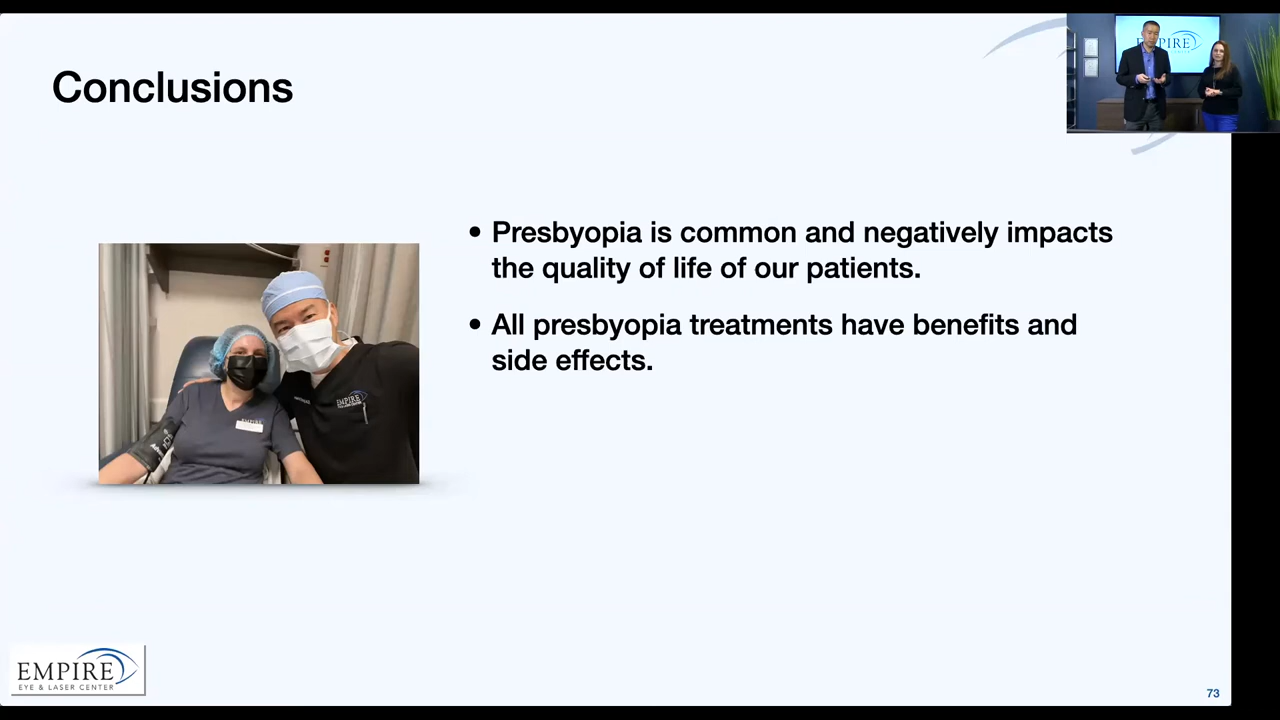 Conclusions
• Presbyopia is common and negatively impacts
the quality of life of our patients.
• All presbyopia treatments have benefits and
side effects.
EMPIRE
EMPIRE
EYE & LASER CENTER
73